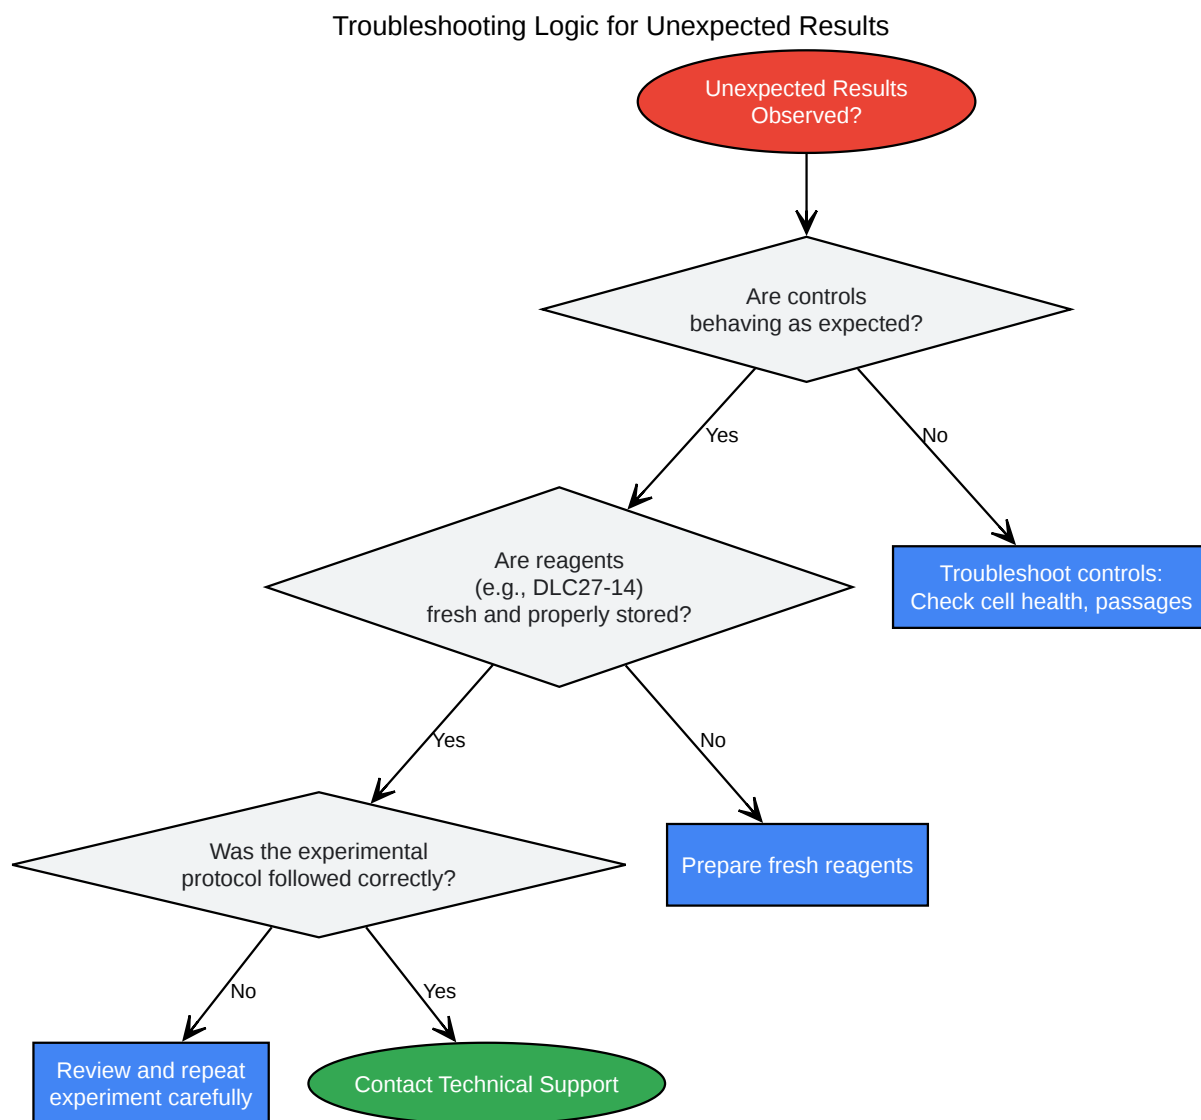 Troubleshooting Logic for Unexpected Results
Unexpected Results
Observed?
Are controls
behaving as expected?
Yes
No
Are reagents
(e.g., DLC27-14)
fresh and properly stored?
Troubleshoot controls:
Check cell health, passages
Yes
No
Was the experimental
protocol followed correctly?
Prepare fresh reagents
No
Yes
Review and repeat
experiment carefully
Contact Technical Support